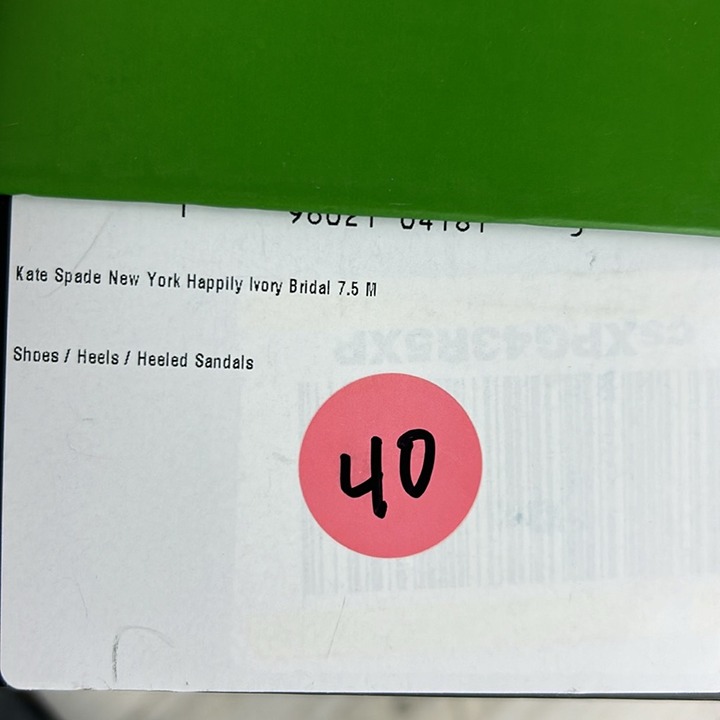 Kate Spade New York Happily Ivory Bridal 7.5 M
Shoes / Heels / Heeled Sandals
40